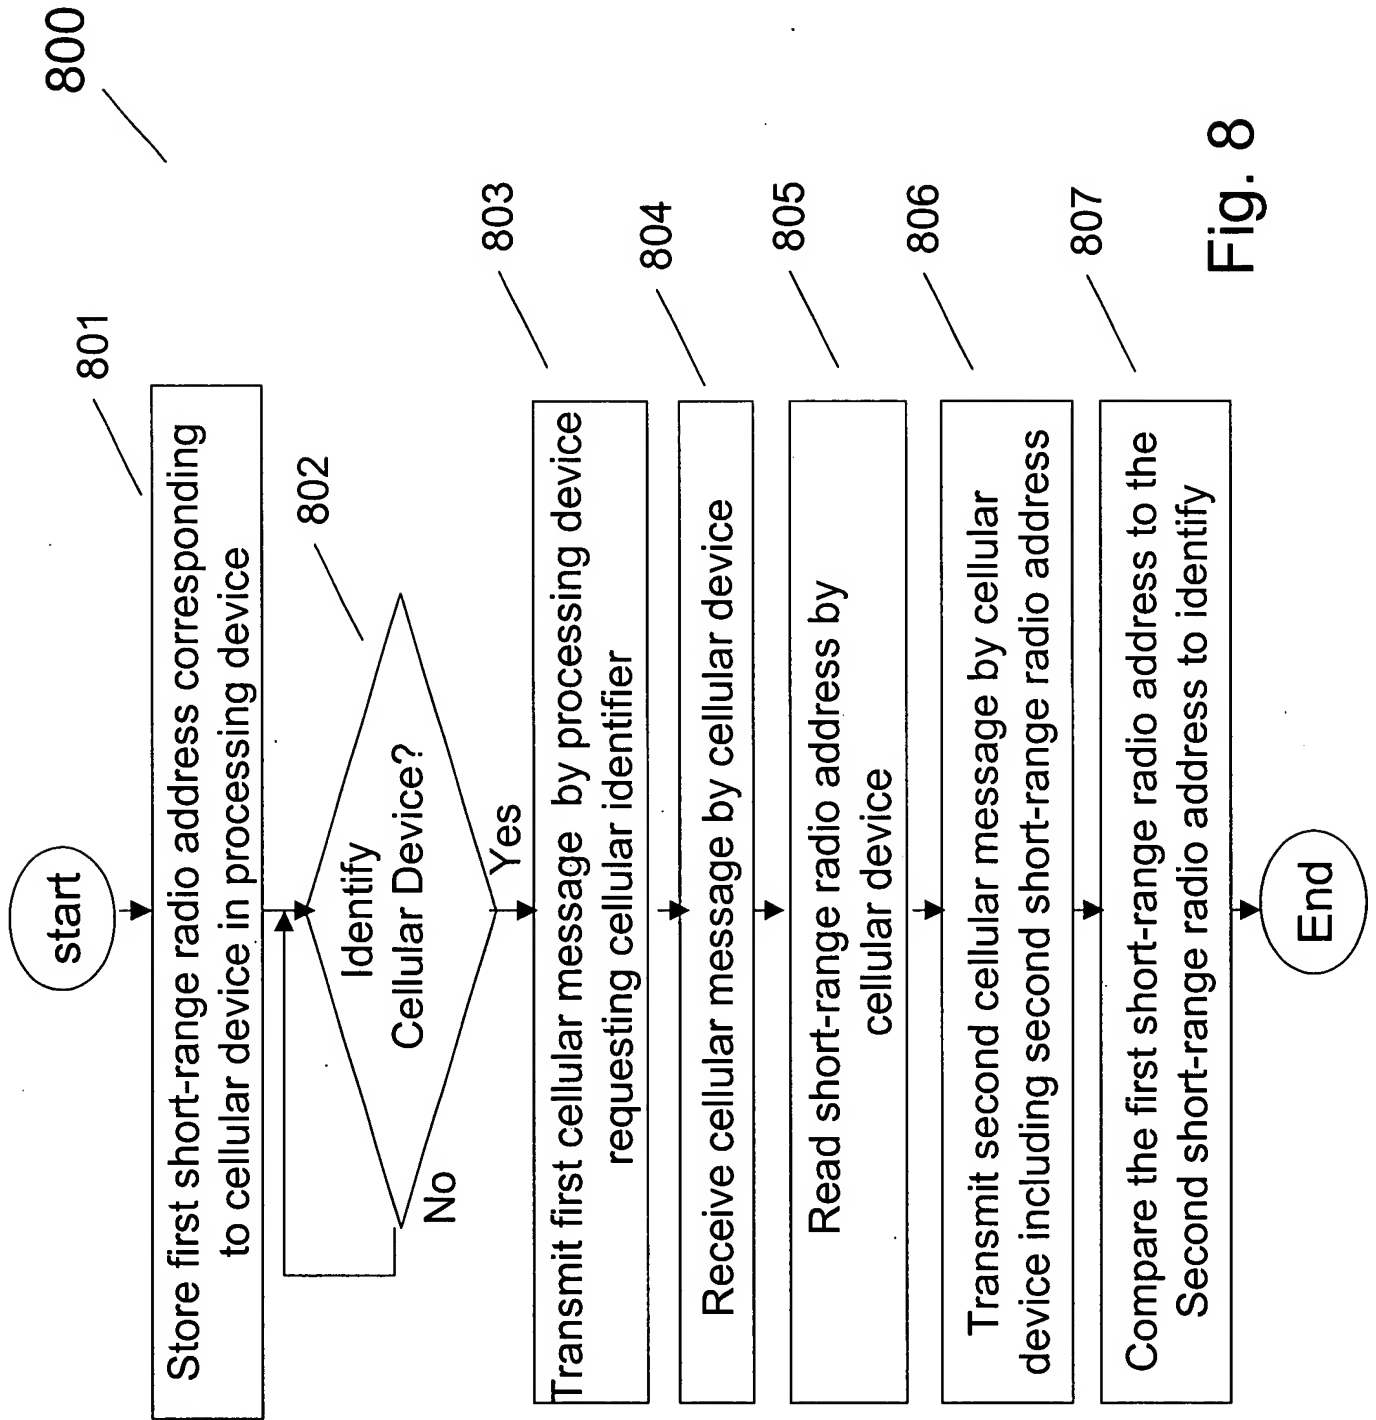 800
start
801
Store first short-range radio address corresponding
to cellular device in processing device
802
Identify
Cellular Device?
No
Yes
803
Transmit first cellular message by processing device
requesting cellular identifier
804
Receive cellular message by cellular device
805
Read short-range radio address by
cellular device
806
Transmit second cellular message by cellular
device including second short-range radio address
807
Compare the first short-range radio address to the
Second short-range radio address to identify
End
Fig. 8